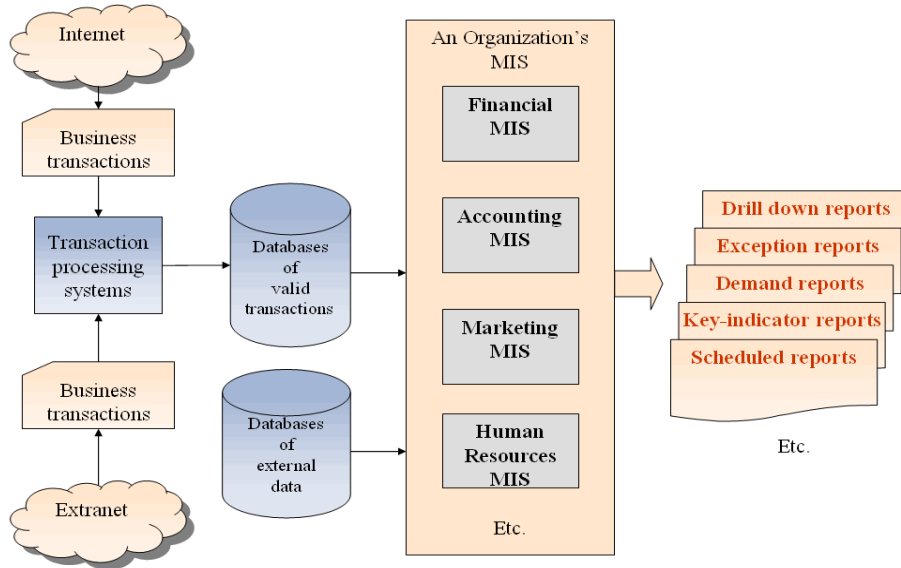 Internet
Business
transactions
Transaction
processing
systems
Business
transactions
Extranet
Databases
of
valid
transactions
Databases
of
external
data
An Organization's
MIS
Financial
MIS
Accounting
MIS
Marketing
MIS
Human
Resources
MIS
Etc.
Drill down reports
Exception reports
Demand reports
Key-indicator reports
Scheduled reports
Etc.